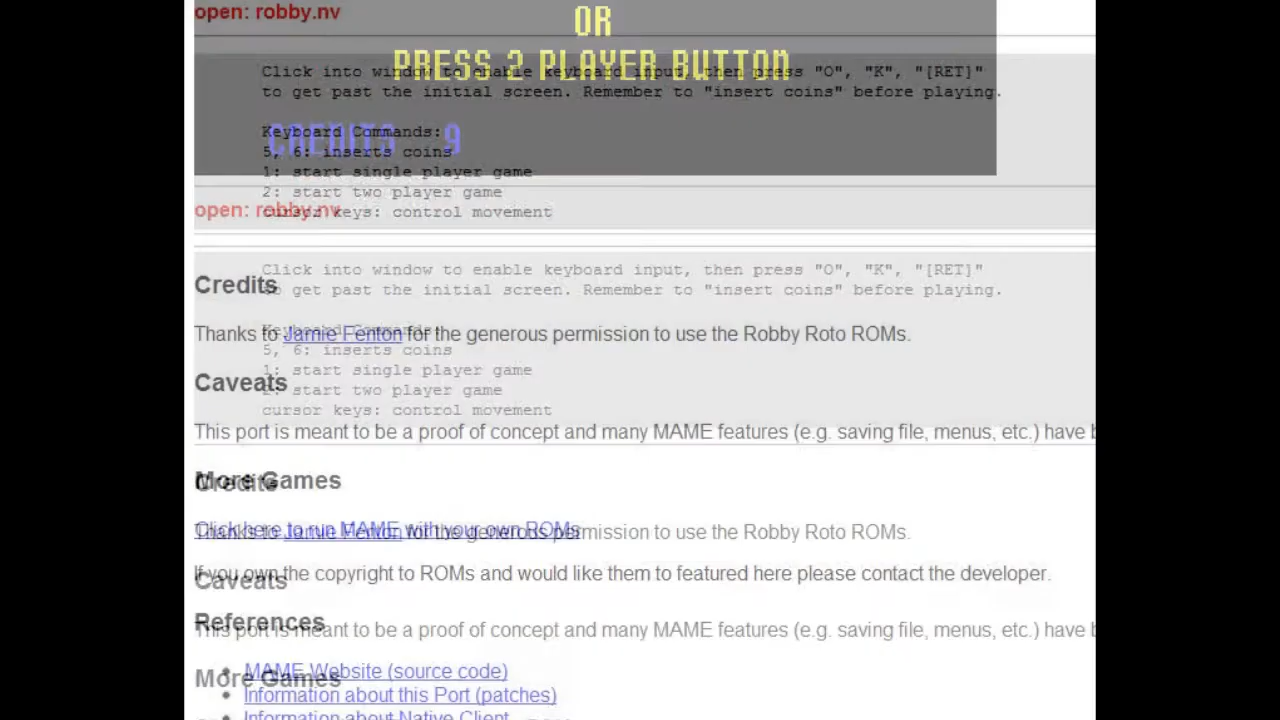 open: robby.nv
OR
PRESS 2 PLAYER BUTTON
Click into window to enable keyboard input, then press "O", "K", "[RET]"
to get past the initial screen. Remember to "insert coins" before playing.
Keyboard Commands:
CREDITS 9
5, 6: inserts coins
1: start single player game
2: start two player game
open: robby.nv
cursor keys: control movement
Click into window to enable keyboard input, then press "O", "K", "[RET]"
Credits
to get past the initial screen. Remember to "insert coins" before playing.
Keyboard Commands:
Thanks to Jamie Fenton for the generous permission to use the Robby Roto ROMs.
5, 6: inserts coins
1: start single player game
Caveats
2: start two player game
cursor keys: control movement
This port is meant to be a proof of concept and many MAME features (e.g. saving file, menus, etc.) have
More Games
Credits
Click here to run MAME with your own ROMs
Thanks to Jamie Fenton for the generous permission to use the Robby Roto ROMs.
If you own the copyright to ROMs and would like them to featured here please contact the developer.
Caveats
References
This port is meant to be a proof of concept and many MAME features (e.g. saving file, menus, etc.) have
MAME Website (source code)
More Games
Information about this Port (patches)
Information about Native Client